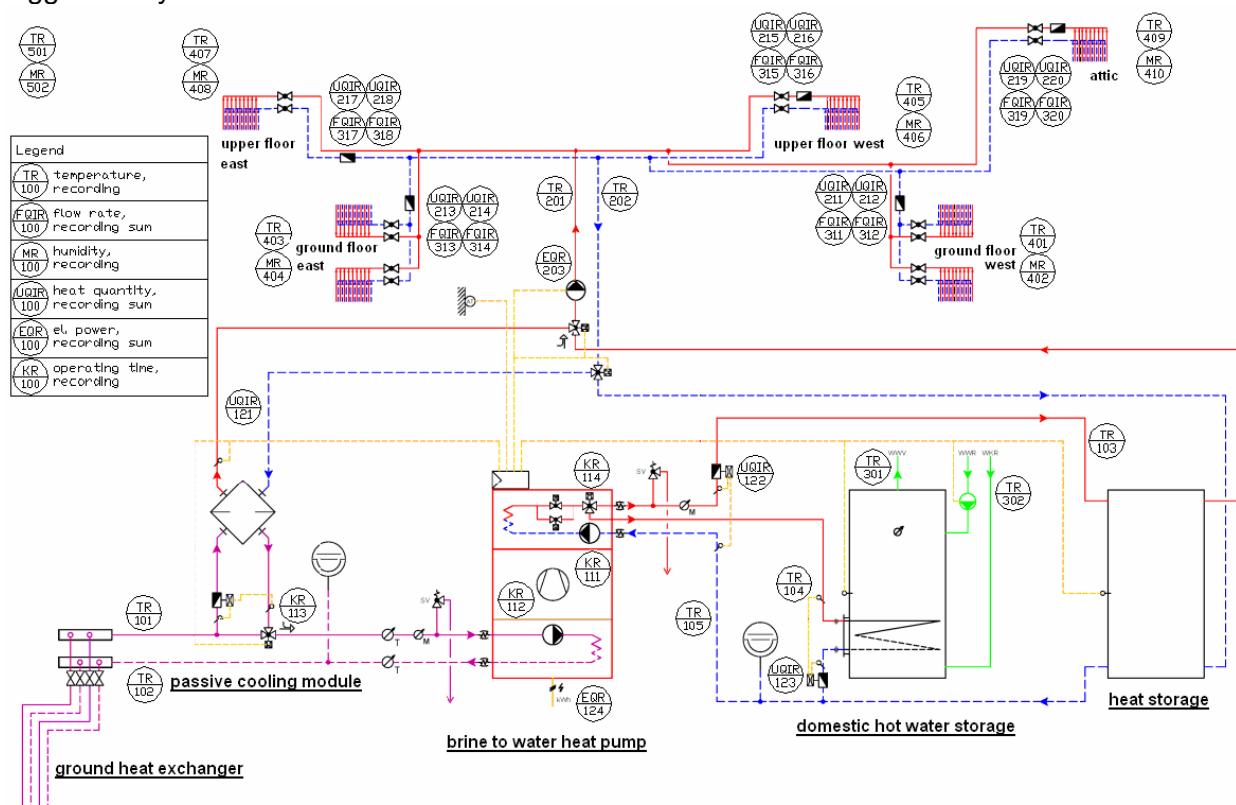 TR 501
MR 502
TR 407
MR 408
UQIR 217
UQIR 218
FQIR 317
FQIR 318
UQIR 215
UQIR 216
FQIR 315
FQIR 316
TR 405
MR 406
UQIR 219
UQIR 220
FQIR 319
FQIR 320
TR 409
MR 410
attic
upper floor
east
upper floor west
Legend
TR 100 temperature,
recording
FQIR 100 flow rate,
recording sum
MR 100 humidity,
recording
UQIR 100 heat quantity,
recording sum
EQR 100 el. power,
recording sum
KR 100 operating time,
recording
TR 403
MR 404
ground floor
east
UQIR 213
UQIR 214
FQIR 313
FQIR 314
TR 201
TR 202
EQR 203
UQIR 211
UQIR 212
FQIR 311
FQIR 312
ground floor
west
TR 401
MR 402
AT
UQIR 121
KR 114
SV
M
UQIR 122
TR 301
WWV
WWR
WKR
TR 302
TR 103
KR 111
KR 112
KR 113
TR 101
TR 102
SV
T
M
T
TR 104
TR 105
UQIR 123
kWh
EQR 124
passive cooling module
brine to water heat pump
domestic hot water storage
heat storage
ground heat exchanger